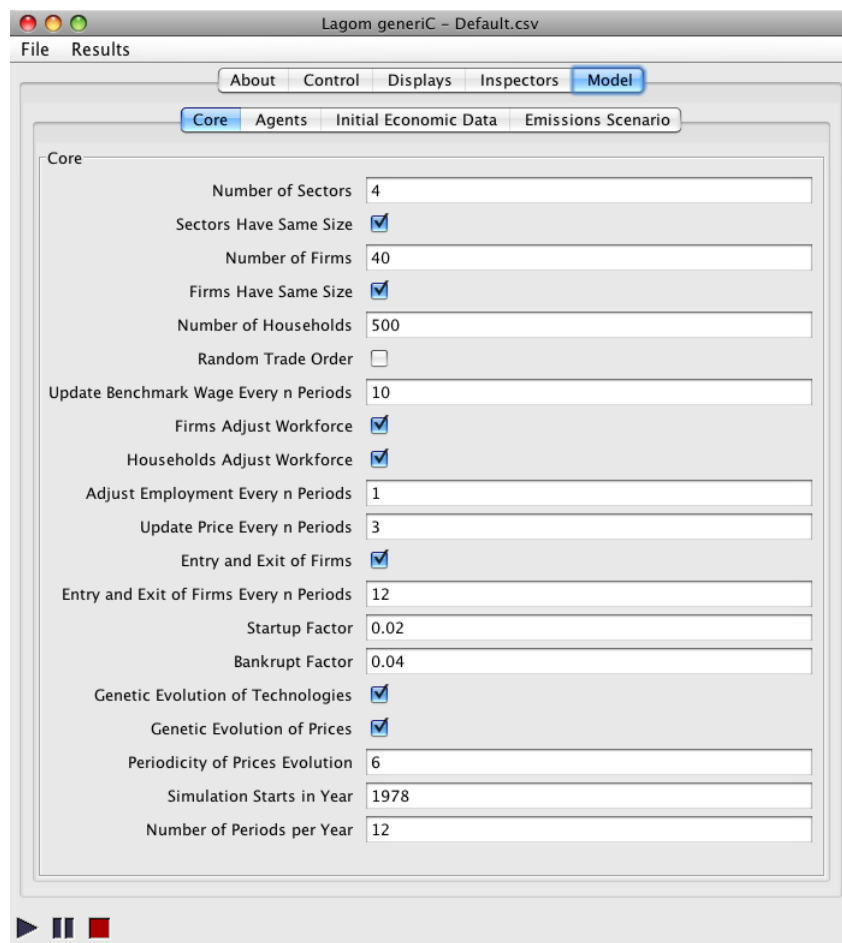 Lagom generiC – Default.csv
File Results
About Control Displays Inspectors Model
Core Agents Initial Economic Data Emissions Scenario
Core
Number of Sectors 4
Sectors Have Same Size
Number of Firms 40
Firms Have Same Size
Number of Households 500
Random Trade Order
Update Benchmark Wage Every n Periods 10
Firms Adjust Workforce
Households Adjust Workforce
Adjust Employment Every n Periods 1
Update Price Every n Periods 3
Entry and Exit of Firms
Entry and Exit of Firms Every n Periods 12
Startup Factor 0.02
Bankrupt Factor 0.04
Genetic Evolution of Technologies
Genetic Evolution of Prices
Periodicity of Prices Evolution 6
Simulation Starts in Year 1978
Number of Periods per Year 12